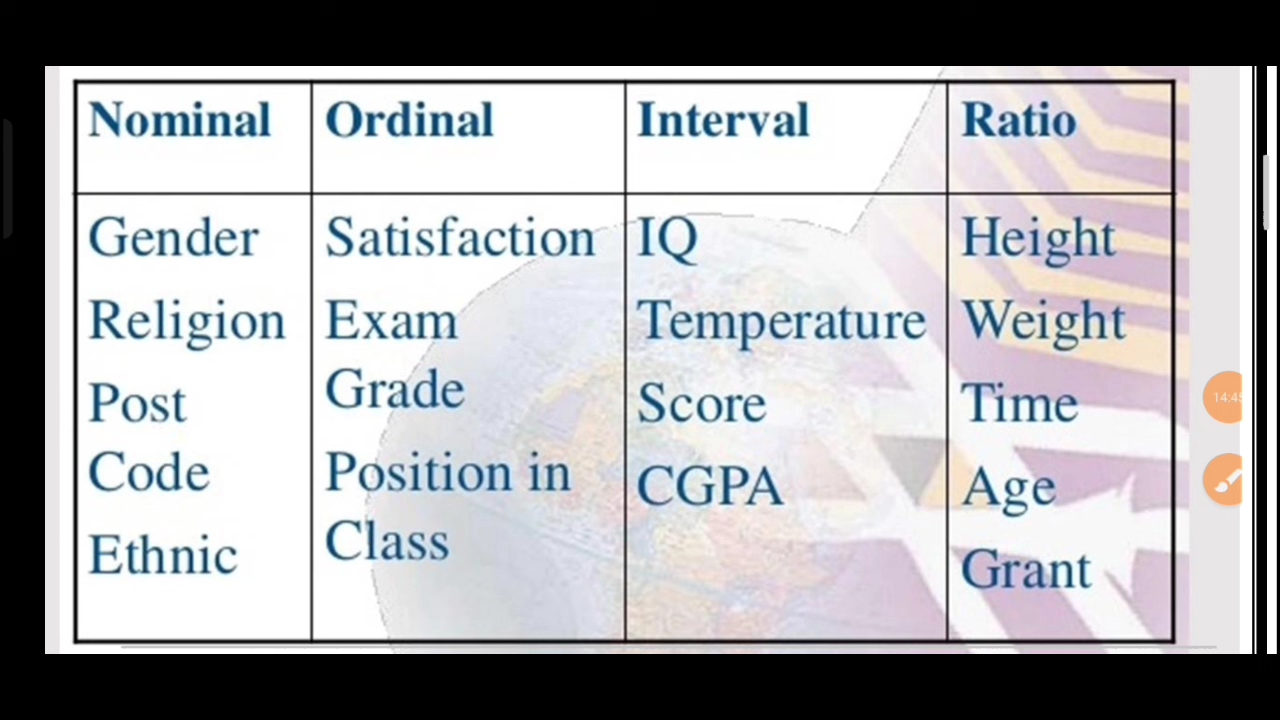 Nominal
Ordinal
Interval
Ratio
Gender
Religion
Post
Code
Ethnic
Satisfaction
Exam
Grade
Position in
Class
IQ
Temperature
Score
CGPA
Height
Weight
Time
Age
Grant